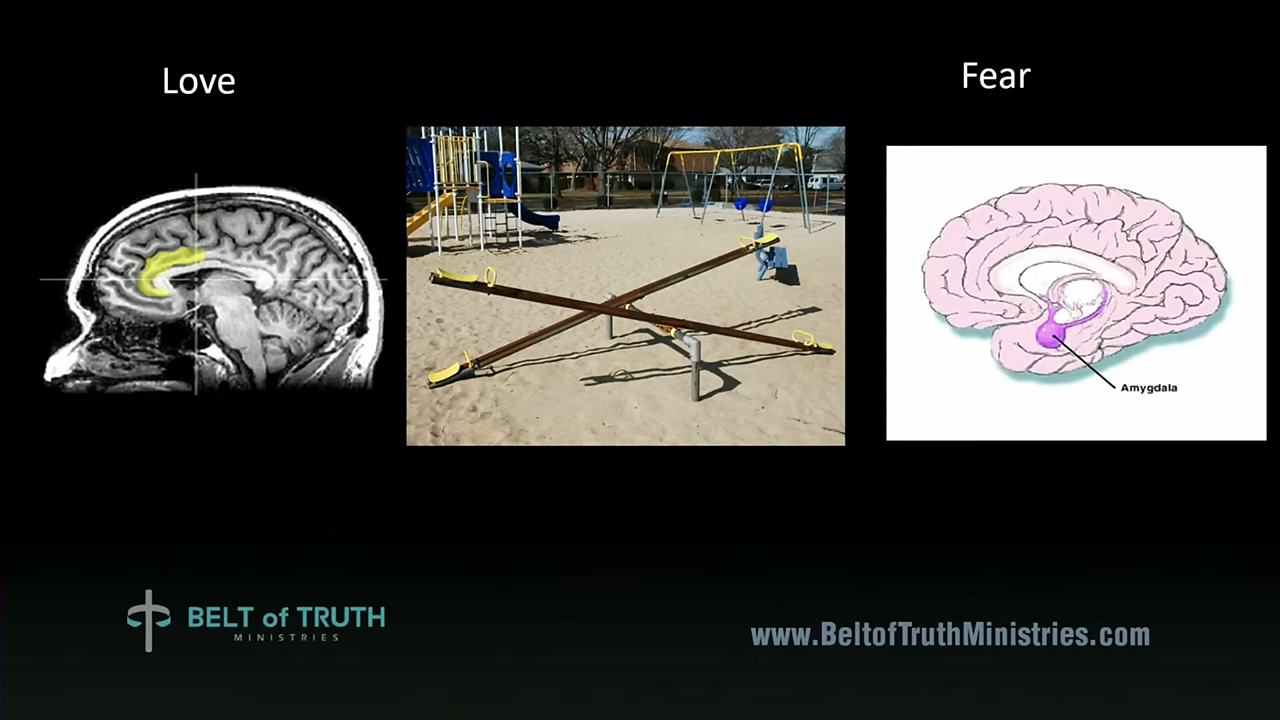 Love
Fear
Amygdala
BELT of TRUTH
MINISTRIES
www.BeltofTruthMinistries.com